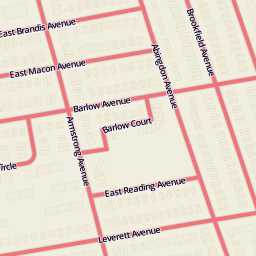 East Brandis Avenue
Brookfield Avenue
Abingdon Avenue
East Macon Avenue
Barlow Avenue
Barlow Court
Armstrong Avenue
ircle
East Reading Avenue
Leverett Avenue